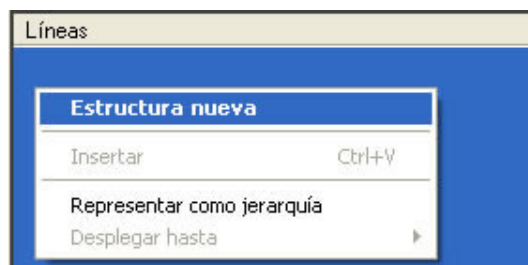 Líneas
Estructura nueva
Insertar Ctrl+V
Representar como jerarquía
Desplegar hasta